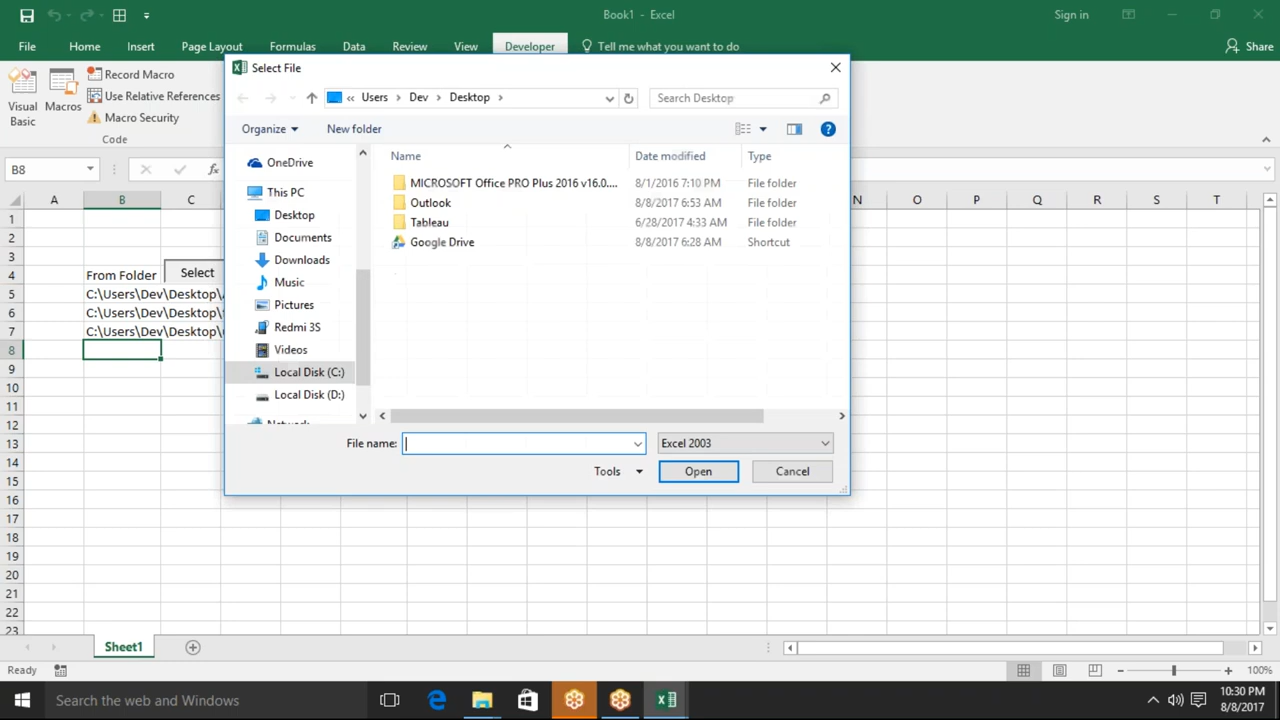 Book1 - Excel
Sign in
File Home Insert Page Layout Formulas Data Review View Developer Tell me what you want to do Share
Visual Basic
Macros
Record Macro
Use Relative References
Macro Security
Code
Select File
Users Dev Desktop
Search Desktop
Organize New folder
Name Date modified Type
OneDrive
This PC
Desktop
Documents
Downloads
Music
Pictures
Redmi 3S
Videos
Local Disk (C:)
Local Disk (D:)
MICROSOFT Office PRO Plus 2016 v16.0.... 8/1/2016 7:10 PM File folder
Outlook 8/8/2017 6:53 AM File folder
Tableau 6/28/2017 4:33 AM File folder
Google Drive 8/8/2017 6:28 AM Shortcut
File name:
Excel 2003
Tools Open Cancel
B8 fx
A B C N O P Q R S T
1
2
3
4 From Folder Select
5 C:\Users\Dev\Desktop\
6 C:\Users\Dev\Desktop\
7 C:\Users\Dev\Desktop\
8
9
10
11
12
13
14
15
16
17
18
19
20
21
22
23
Sheet1
Ready 100%
Search the web and Windows
10:30 PM
8/8/2017